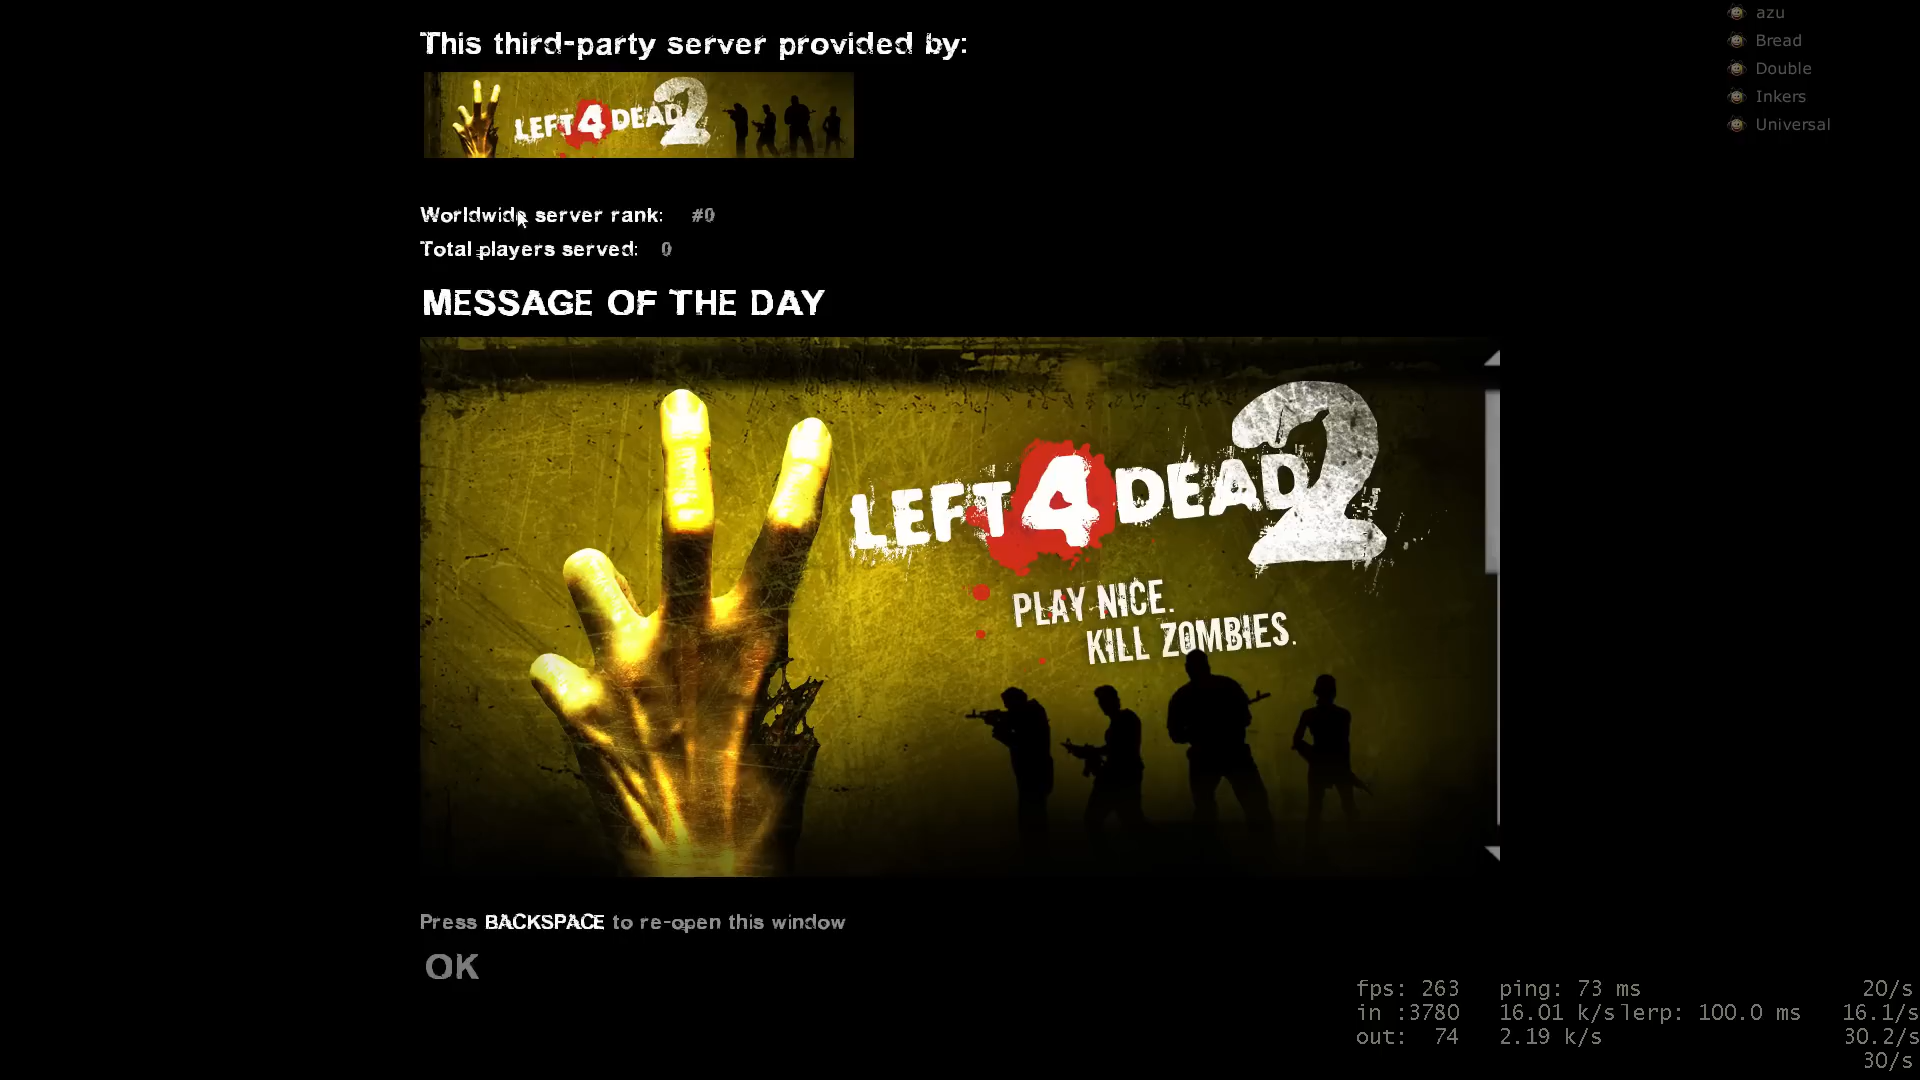 This third-party server provided by:
LEFT 4 DEAD 2
Worldwide server rank: #0
Total players served: 0
MESSAGE OF THE DAY
LEFT 4 DEAD 2
PLAY NICE.
KILL ZOMBIES.
Press BACKSPACE to re-open this window
OK
azu
Bread
Double
Inkers
Universal
fps: 263 ping: 73 ms 20/s
in :3780 16.01 k/s lerp: 100.0 ms 16.1/s
out: 74 2.19 k/s 30.2/s
30/s